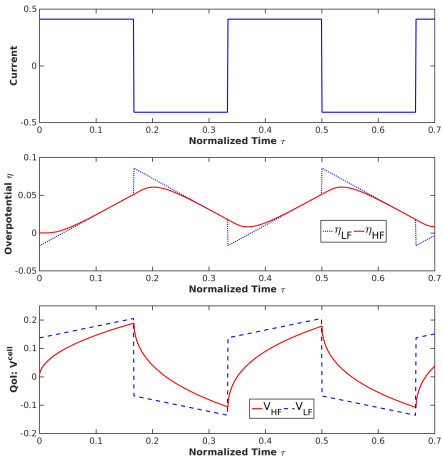 0.5
0
-0.5
Current
0 0.1 0.2 0.3 0.4 0.5 0.6 0.7
Normalized Time τ
0.1
0.05
0
-0.05
Overpotential η
η_LF η_HF
0 0.1 0.2 0.3 0.4 0.5 0.6 0.7
Normalized Time τ
0.2
0.1
0
-0.1
-0.2
QoI: V^cell
V_HF V_LF
0 0.1 0.2 0.3 0.4 0.5 0.6 0.7
Normalized Time τ